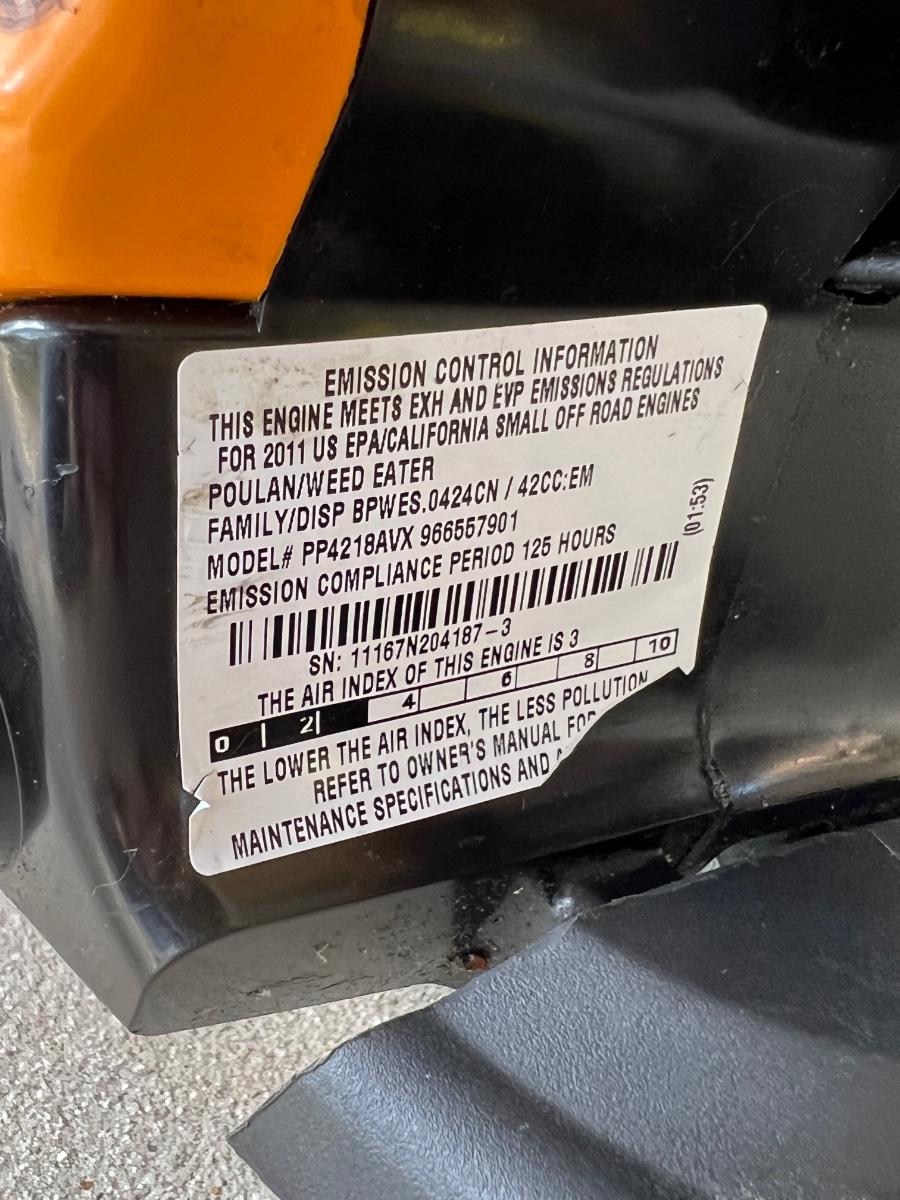 EMISSION CONTROL INFORMATION
THIS ENGINE MEETS EXH AND EVP EMISSIONS REGULATIONS
FOR 2011 US EPA/CALIFORNIA SMALL OFF ROAD ENGINES
POULAN/WEED EATER
FAMILY/DISP BPWES.0424CN / 42CC:EM
MODEL# PP4218AVX 966557901
(01:53)
EMISSION COMPLIANCE PERIOD 125 HOURS
SN: 11167N204187-3
THE AIR INDEX OF THIS ENGINE IS 3
0 2 4 6 8 10
THE LOWER THE AIR INDEX, THE LESS POLLUTION
REFER TO OWNER'S MANUAL FOR
MAINTENANCE SPECIFICATIONS AND